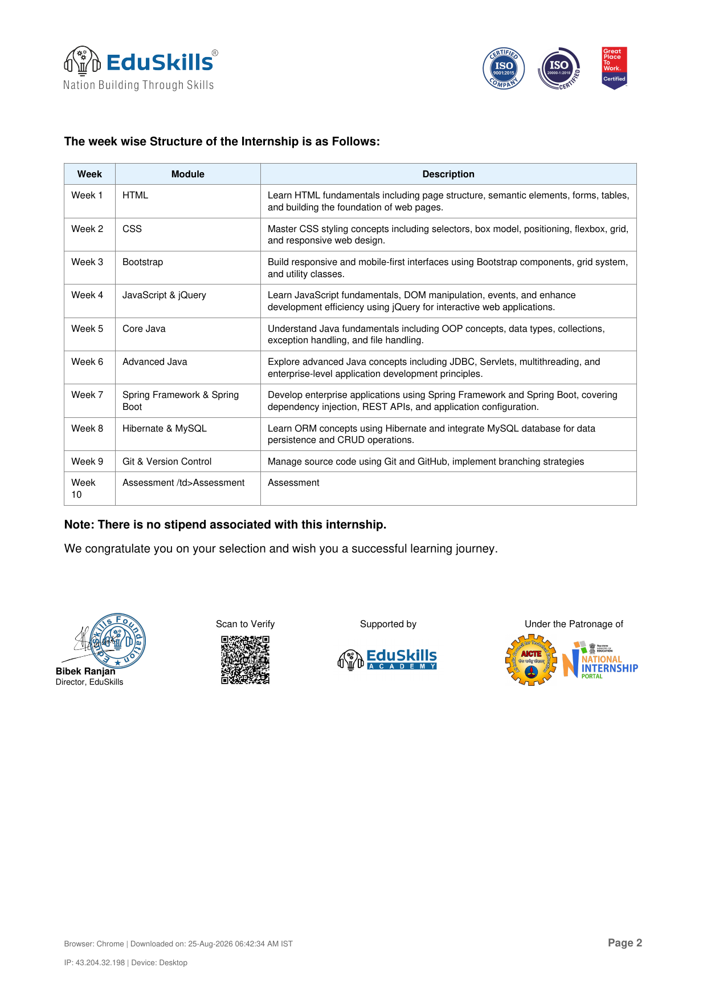 EduSkills®
Nation Building Through Skills
CERTIFIED
ISO
9001:2015
COMPANY
ISO
20000-1:2018
CERTIFIED
Great
Place
To
Work.
Certified
The week wise Structure of the Internship is as Follows:
Week Module Description
Week 1 HTML Learn HTML fundamentals including page structure, semantic elements, forms, tables,
and building the foundation of web pages.
Week 2 CSS Master CSS styling concepts including selectors, box model, positioning, flexbox, grid,
and responsive web design.
Week 3 Bootstrap Build responsive and mobile-first interfaces using Bootstrap components, grid system,
and utility classes.
Week 4 JavaScript & jQuery Learn JavaScript fundamentals, DOM manipulation, events, and enhance
development efficiency using jQuery for interactive web applications.
Week 5 Core Java Understand Java fundamentals including OOP concepts, data types, collections,
exception handling, and file handling.
Week 6 Advanced Java Explore advanced Java concepts including JDBC, Servlets, multithreading, and
enterprise-level application development principles.
Week 7 Spring Framework & Spring Develop enterprise applications using Spring Framework and Spring Boot, covering
Boot dependency injection, REST APIs, and application configuration.
Week 8 Hibernate & MySQL Learn ORM concepts using Hibernate and integrate MySQL database for data
persistence and CRUD operations.
Week 9 Git & Version Control Manage source code using Git and GitHub, implement branching strategies
Week Assessment /td>Assessment Assessment
10
Note: There is no stipend associated with this internship.
We congratulate you on your selection and wish you a successful learning journey.
EduSkills Foundation
Bibek Ranjan
Director, EduSkills
Scan to Verify
Supported by
EduSkills
ACADEMY
Under the Patronage of
All India Council for Technical Education
AICTE
MINISTRY OF
EDUCATION
NATIONAL
INTERNSHIP
PORTAL
Browser: Chrome | Downloaded on: 25-Aug-2026 06:42:34 AM IST
Page 2
IP: 43.204.32.198 | Device: Desktop